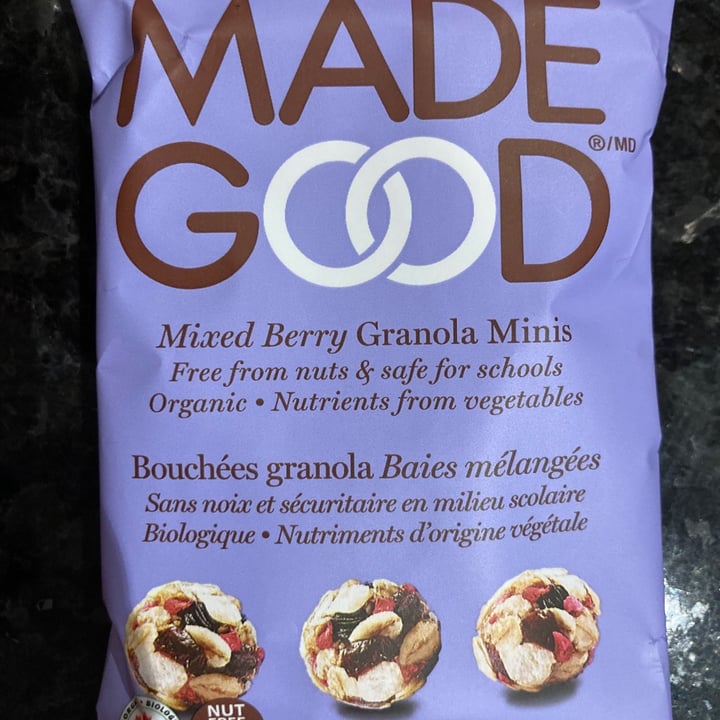 MADE
GOOD
®/MD
Mixed Berry Granola Minis
Free from nuts & safe for schools
Organic • Nutrients from vegetables
Bouchées granola Baies mélangées
Sans noix et sécuritaire en milieu scolaire
Biologique • Nutriments d'origine végétale
NUT
FREE